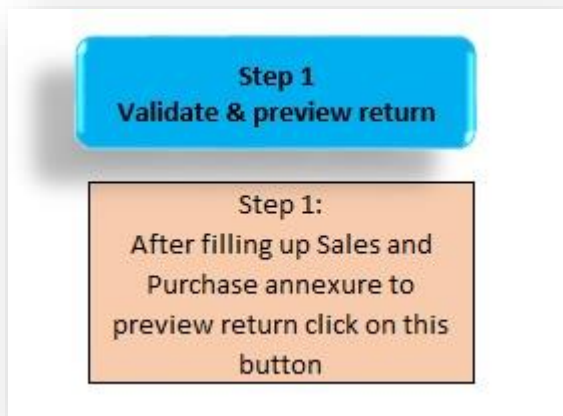 Step 1
Validate & preview return
Step 1:
After filling up Sales and
Purchase annexure to
preview return click on this
button